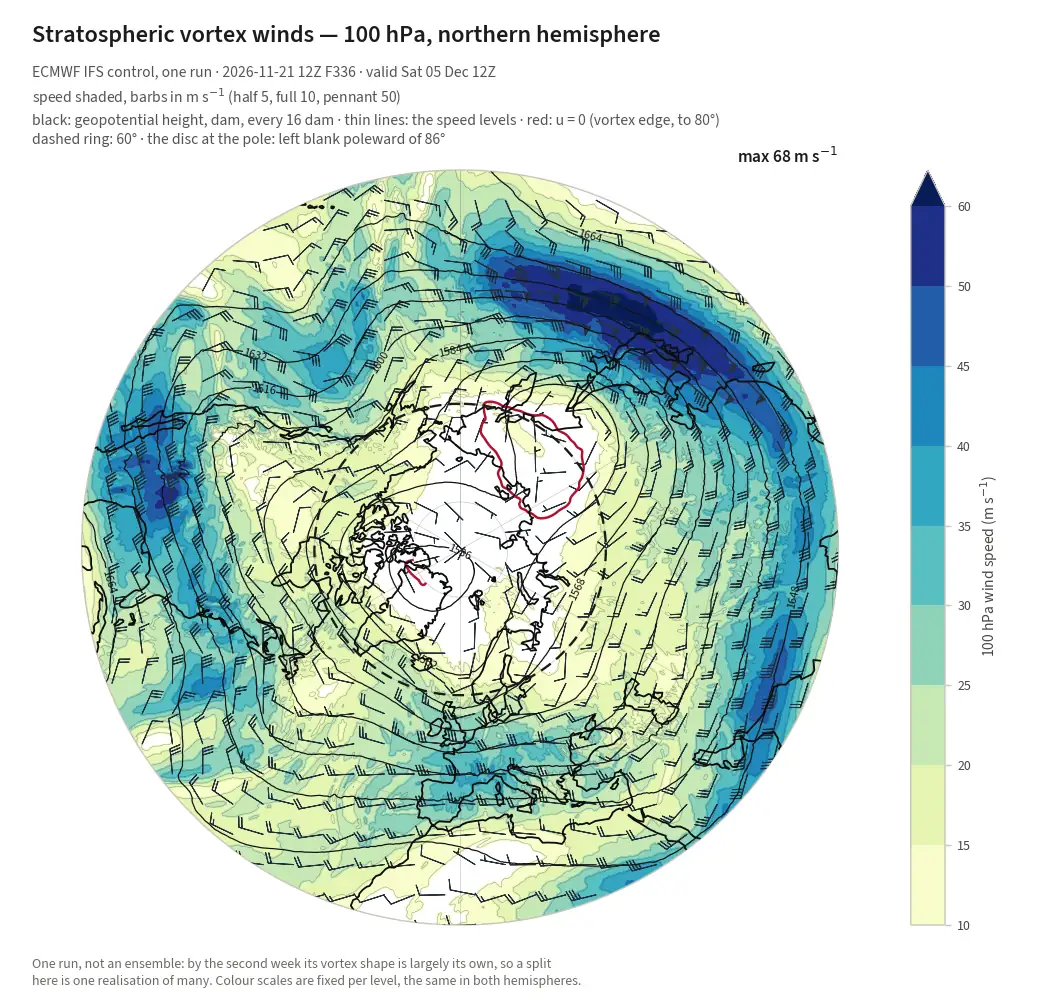 Stratospheric vortex winds — 100 hPa, northern hemisphere
ECMWF IFS control, one run · 2026-11-21 12Z F336 · valid Sat 05 Dec 12Z
speed shaded, barbs in m s⁻¹ (half 5, full 10, pennant 50)
black: geopotential height, dam, every 16 dam · thin lines: the speed levels · red: u = 0 (vortex edge, to 80°)
dashed ring: 60° · the disc at the pole: left blank poleward of 86°
max 68 m s⁻¹
1664
1632
1584
1616
1568
1648
60
50
45
40
35
30
25
20
15
10
100 hPa wind speed (m s⁻¹)
One run, not an ensemble: by the second week its vortex shape is largely its own, so a split
here is one realisation of many. Colour scales are fixed per level, the same in both hemispheres.